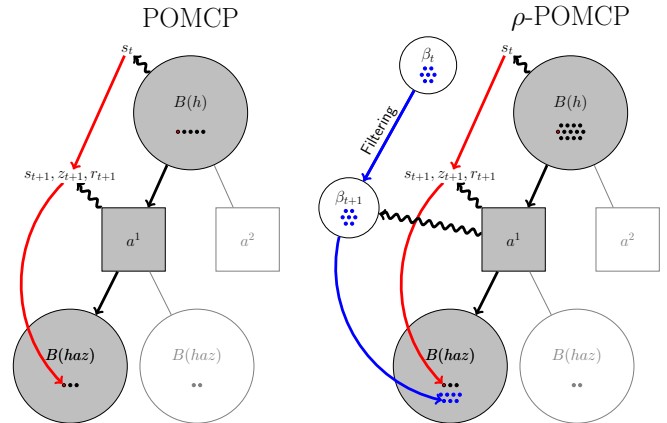 POMCP
s_t
B(h)
s_{t+1}, z_{t+1}, r_{t+1}
a^1
a^2
B(haz)
B(haz)
ρ-POMCP
β_t
s_t
B(h)
Filtering
s_{t+1}, z_{t+1}, r_{t+1}
β_{t+1}
a^1
a^2
B(haz)
B(haz)